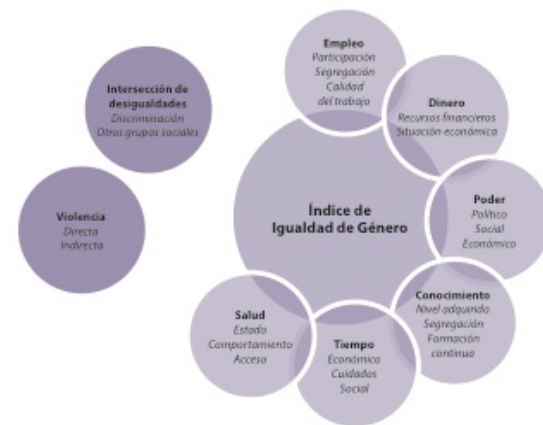 Intersección de
desigualdades
Discriminación
Otros grupos sociales
Violencia
Directa
Indirecta
Índice de
Igualdad de Género
Empleo
Participación
Segregación
Calidad
del trabajo
Dinero
Recursos financieros
Situación económica
Poder
Político
Social
Económico
Conocimiento
Nivel adquirido
Segregación
Formación
continua
Tiempo
Económico
Cuidados
Social
Salud
Estado
Comportamiento
Acceso